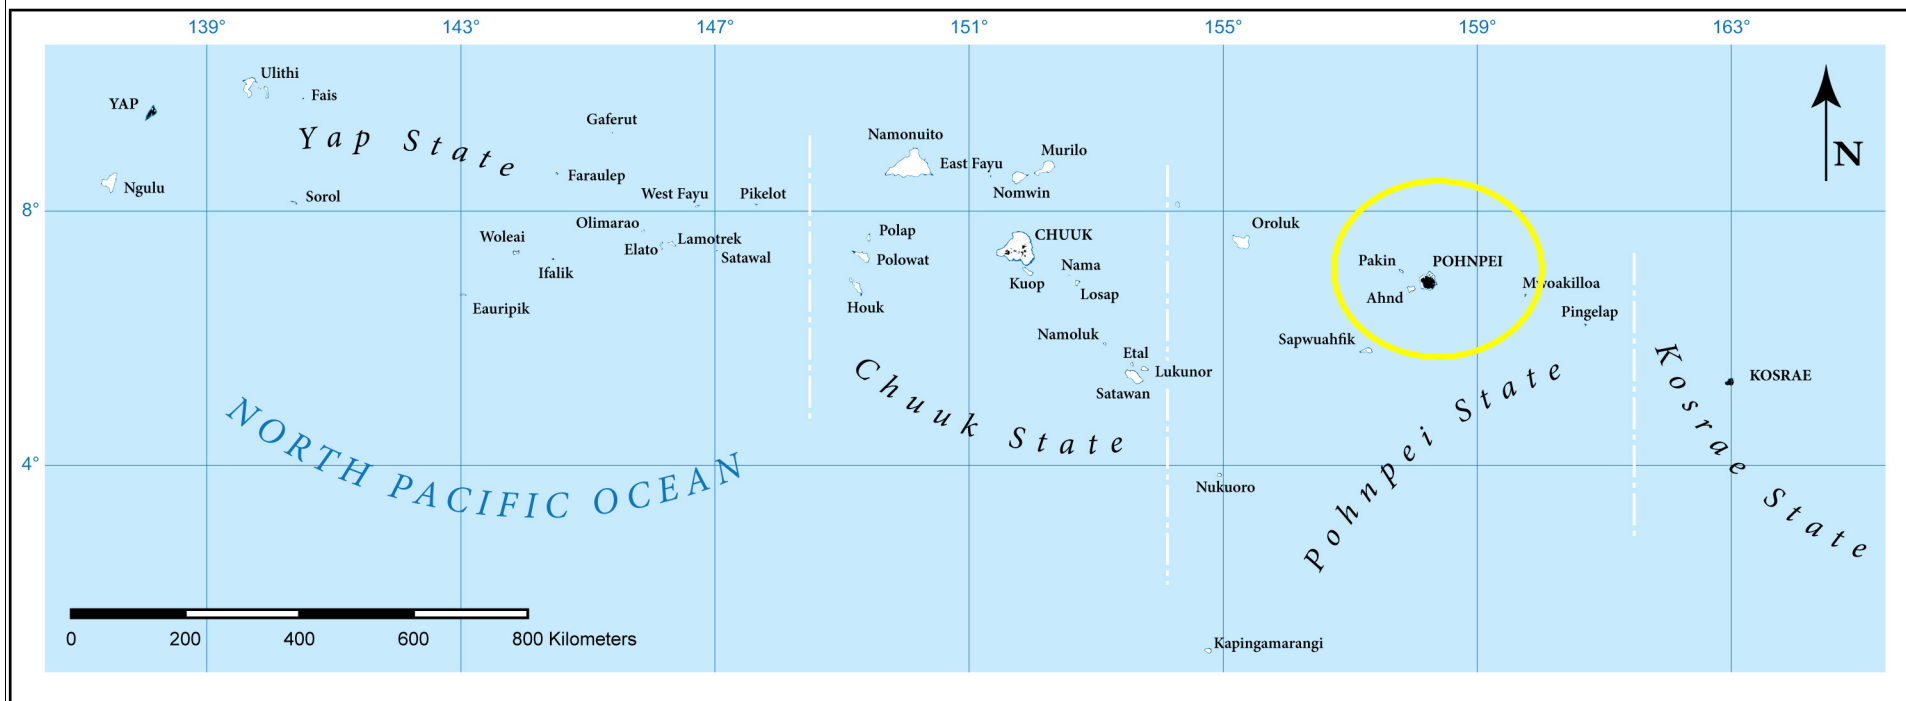 139°
143°
147°
151°
155°
159°
163°
Ulithi
Fais
YAP
Gaferut
Yap State
Namonuito
East Fayu
Murilo
N
Ngulu
Faraulep
Sorol
West Fayu
Pikelot
Nomwin
8°
Olimarao
Woleai
Elato
Lamotrek
Satawal
Ifalik
Eauripik
Polap
Polowat
Houk
CHUUK
Nama
Kuop
Losap
Oroluk
Pakin
POHNPEI
Ahnd
Mwoakilloa
Pingelap
Namoluk
Etal
Lukunor
Satawan
Sapwuahfik
KOSRAE
Chuuk State
Pohnpei State
Kosrae State
NORTH PACIFIC OCEAN
4°
Nukuoro
Kapingamarangi
0 200 400 600 800 Kilometers